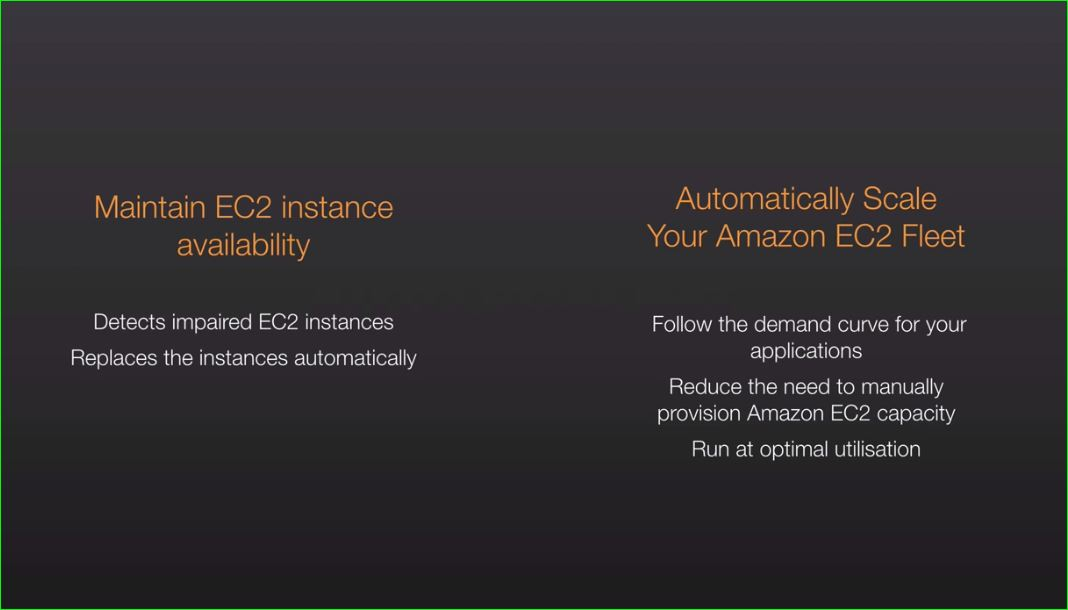 Maintain EC2 instance
availability
Detects impaired EC2 instances
Replaces the instances automatically
Automatically Scale
Your Amazon EC2 Fleet
Follow the demand curve for your
applications
Reduce the need to manually
provision Amazon EC2 capacity
Run at optimal utilisation